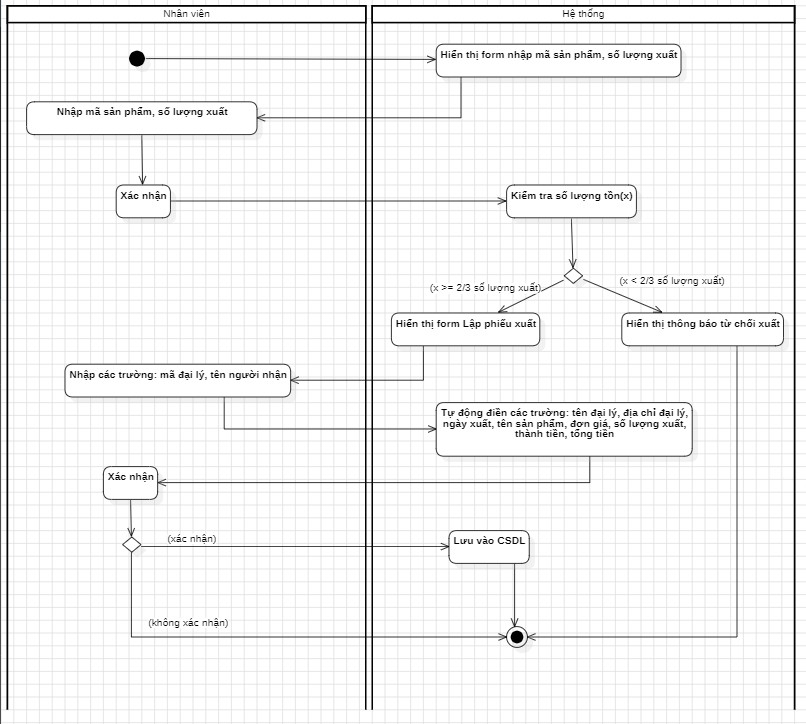 Nhân viên
Hệ thống
Hiển thị form nhập mã sản phẩm, số lượng xuất
Nhập mã sản phẩm, số lượng xuất
Xác nhận
Kiểm tra số lượng tồn(x)
(x >= 2/3 số lượng xuất)
(x < 2/3 số lượng xuất)
Hiển thị form Lập phiếu xuất
Hiển thị thông báo từ chối xuất
Nhập các trường: mã đại lý, tên người nhận
Tự động điền các trường: tên đại lý, địa chỉ đại lý,
ngày xuất, tên sản phẩm, đơn giá, số lượng xuất,
thành tiền, tổng tiền
Xác nhận
(xác nhận)
Lưu vào CSDL
(không xác nhận)